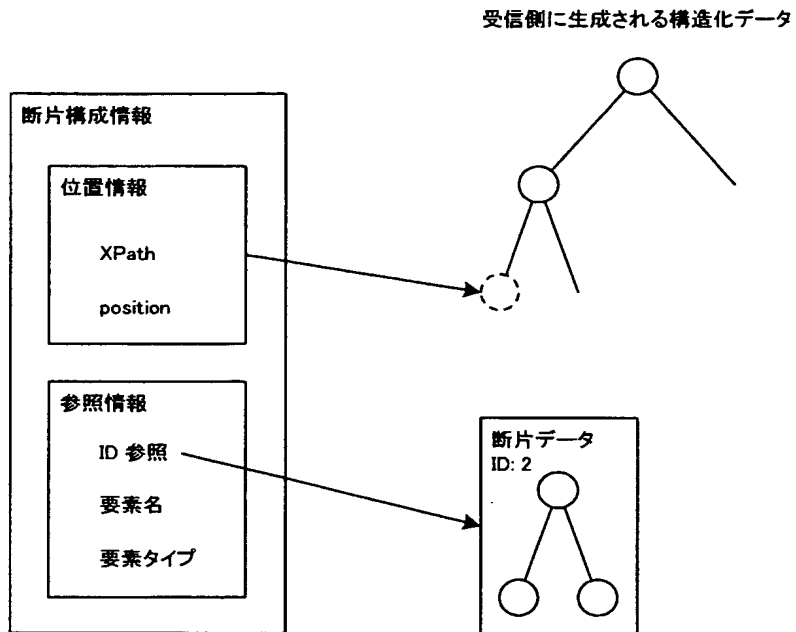 受信側に生成される構造化データ
断片構成情報
位置情報
XPath
position
参照情報
ID 参照
要素名
要素タイプ
断片データ
ID: 2